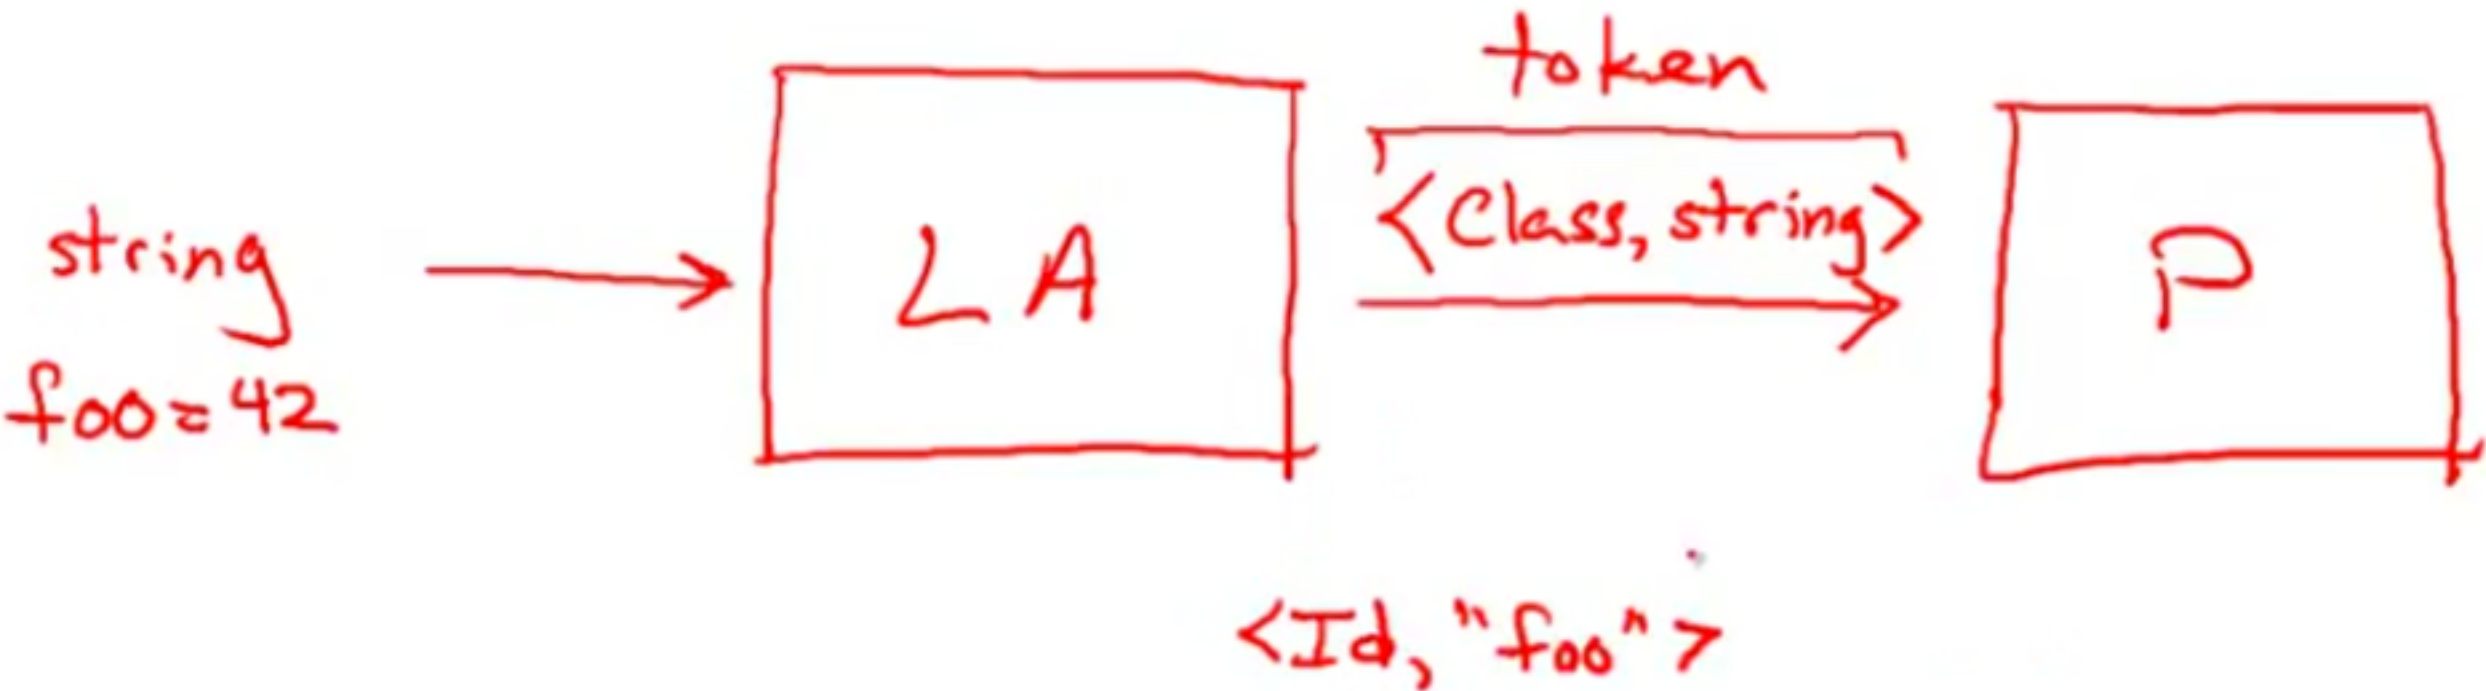 token
<Class, string>
string
LA
P
foo=42
<Id, "foo">